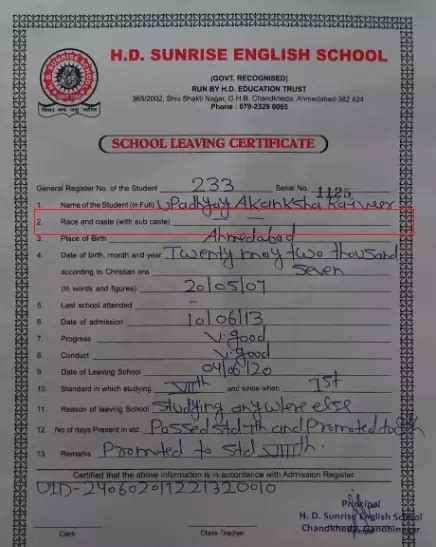 H.D. SUNRISE ENGLISH SCHOOL
(GOVT. RECOGNISED)
RUN BY H.D. EDUCATION TRUST
365/2002, Shiv Shakti Nagar, G.H.B. Chandkheda, Ahmedabad-382 424
Phone : 079-2329 0065
SCHOOL LEAVING CERTIFICATE
General Register No. of the Student 233 Serial No. 1125
1. Name of the Student (in Full) Upadhyay Akanksha
2. Race and caste (with sub caste) —
3. Place of Birth Ahmedabad
4. Date of birth, month and year Twenty may two thousand
according to Christian era seven
(In words and figures) 20/05/07
5. Last school attended —
6. Date of admission 10/06/13
7. Progress v.good
8. Conduct v.good
9. Date of Leaving School 04/06/20
10. Standard in which studying VIIth and since when 1st
11. Reason of leaving School studying anywere else
12. No of days Present in std Passed std 7th and Promoted to 8th
13. Remarks Promoted to std VIIIth.
Certified that the above information is in accordance with Admission Register.
UID-240602017221320010
Principal
H. D. Sunrise English School
Chandkheda, Gandhinagar
Clerk Class Teacher